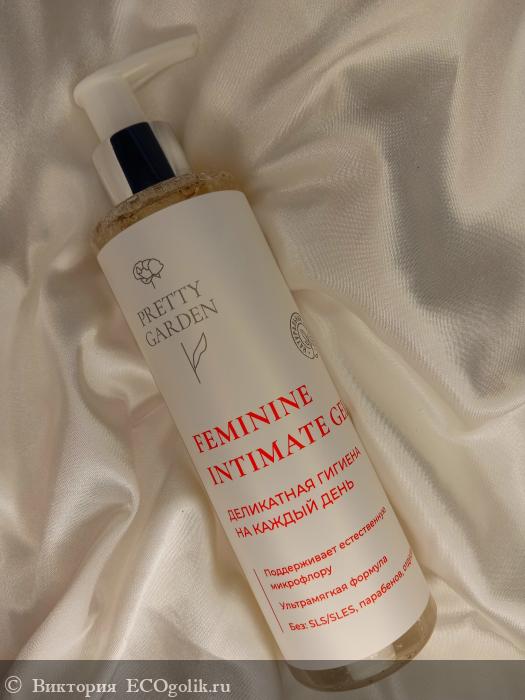 PRETTY
GARDEN
FEMININE
INTIMATE
ДЕЛИКАТНАЯ ГИГИЕНА
НА КАЖДЫЙ ДЕНЬ
Поддерживает естественную
микрофлору
Ультрамягкая формула
Без: SLS/SLES, парабенов,
© Виктория ECOgolik.ru